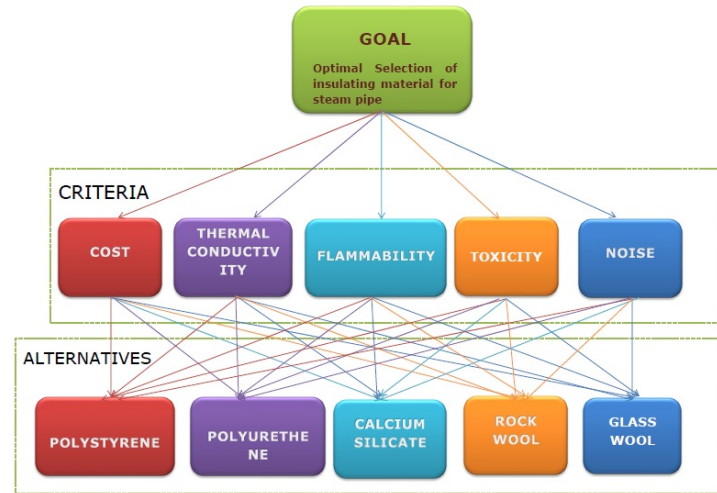 GOAL
Optimal Selection of
insulating material for
steam pipe
CRITERIA
COST
THERMAL
CONDUCTIV
ITY
FLAMMABILITY
TOXICITY
NOISE
ALTERNATIVES
POLYSTYRENE
POLYURETHE
NE
CALCIUM
SILICATE
ROCK
WOOL
GLASS
WOOL